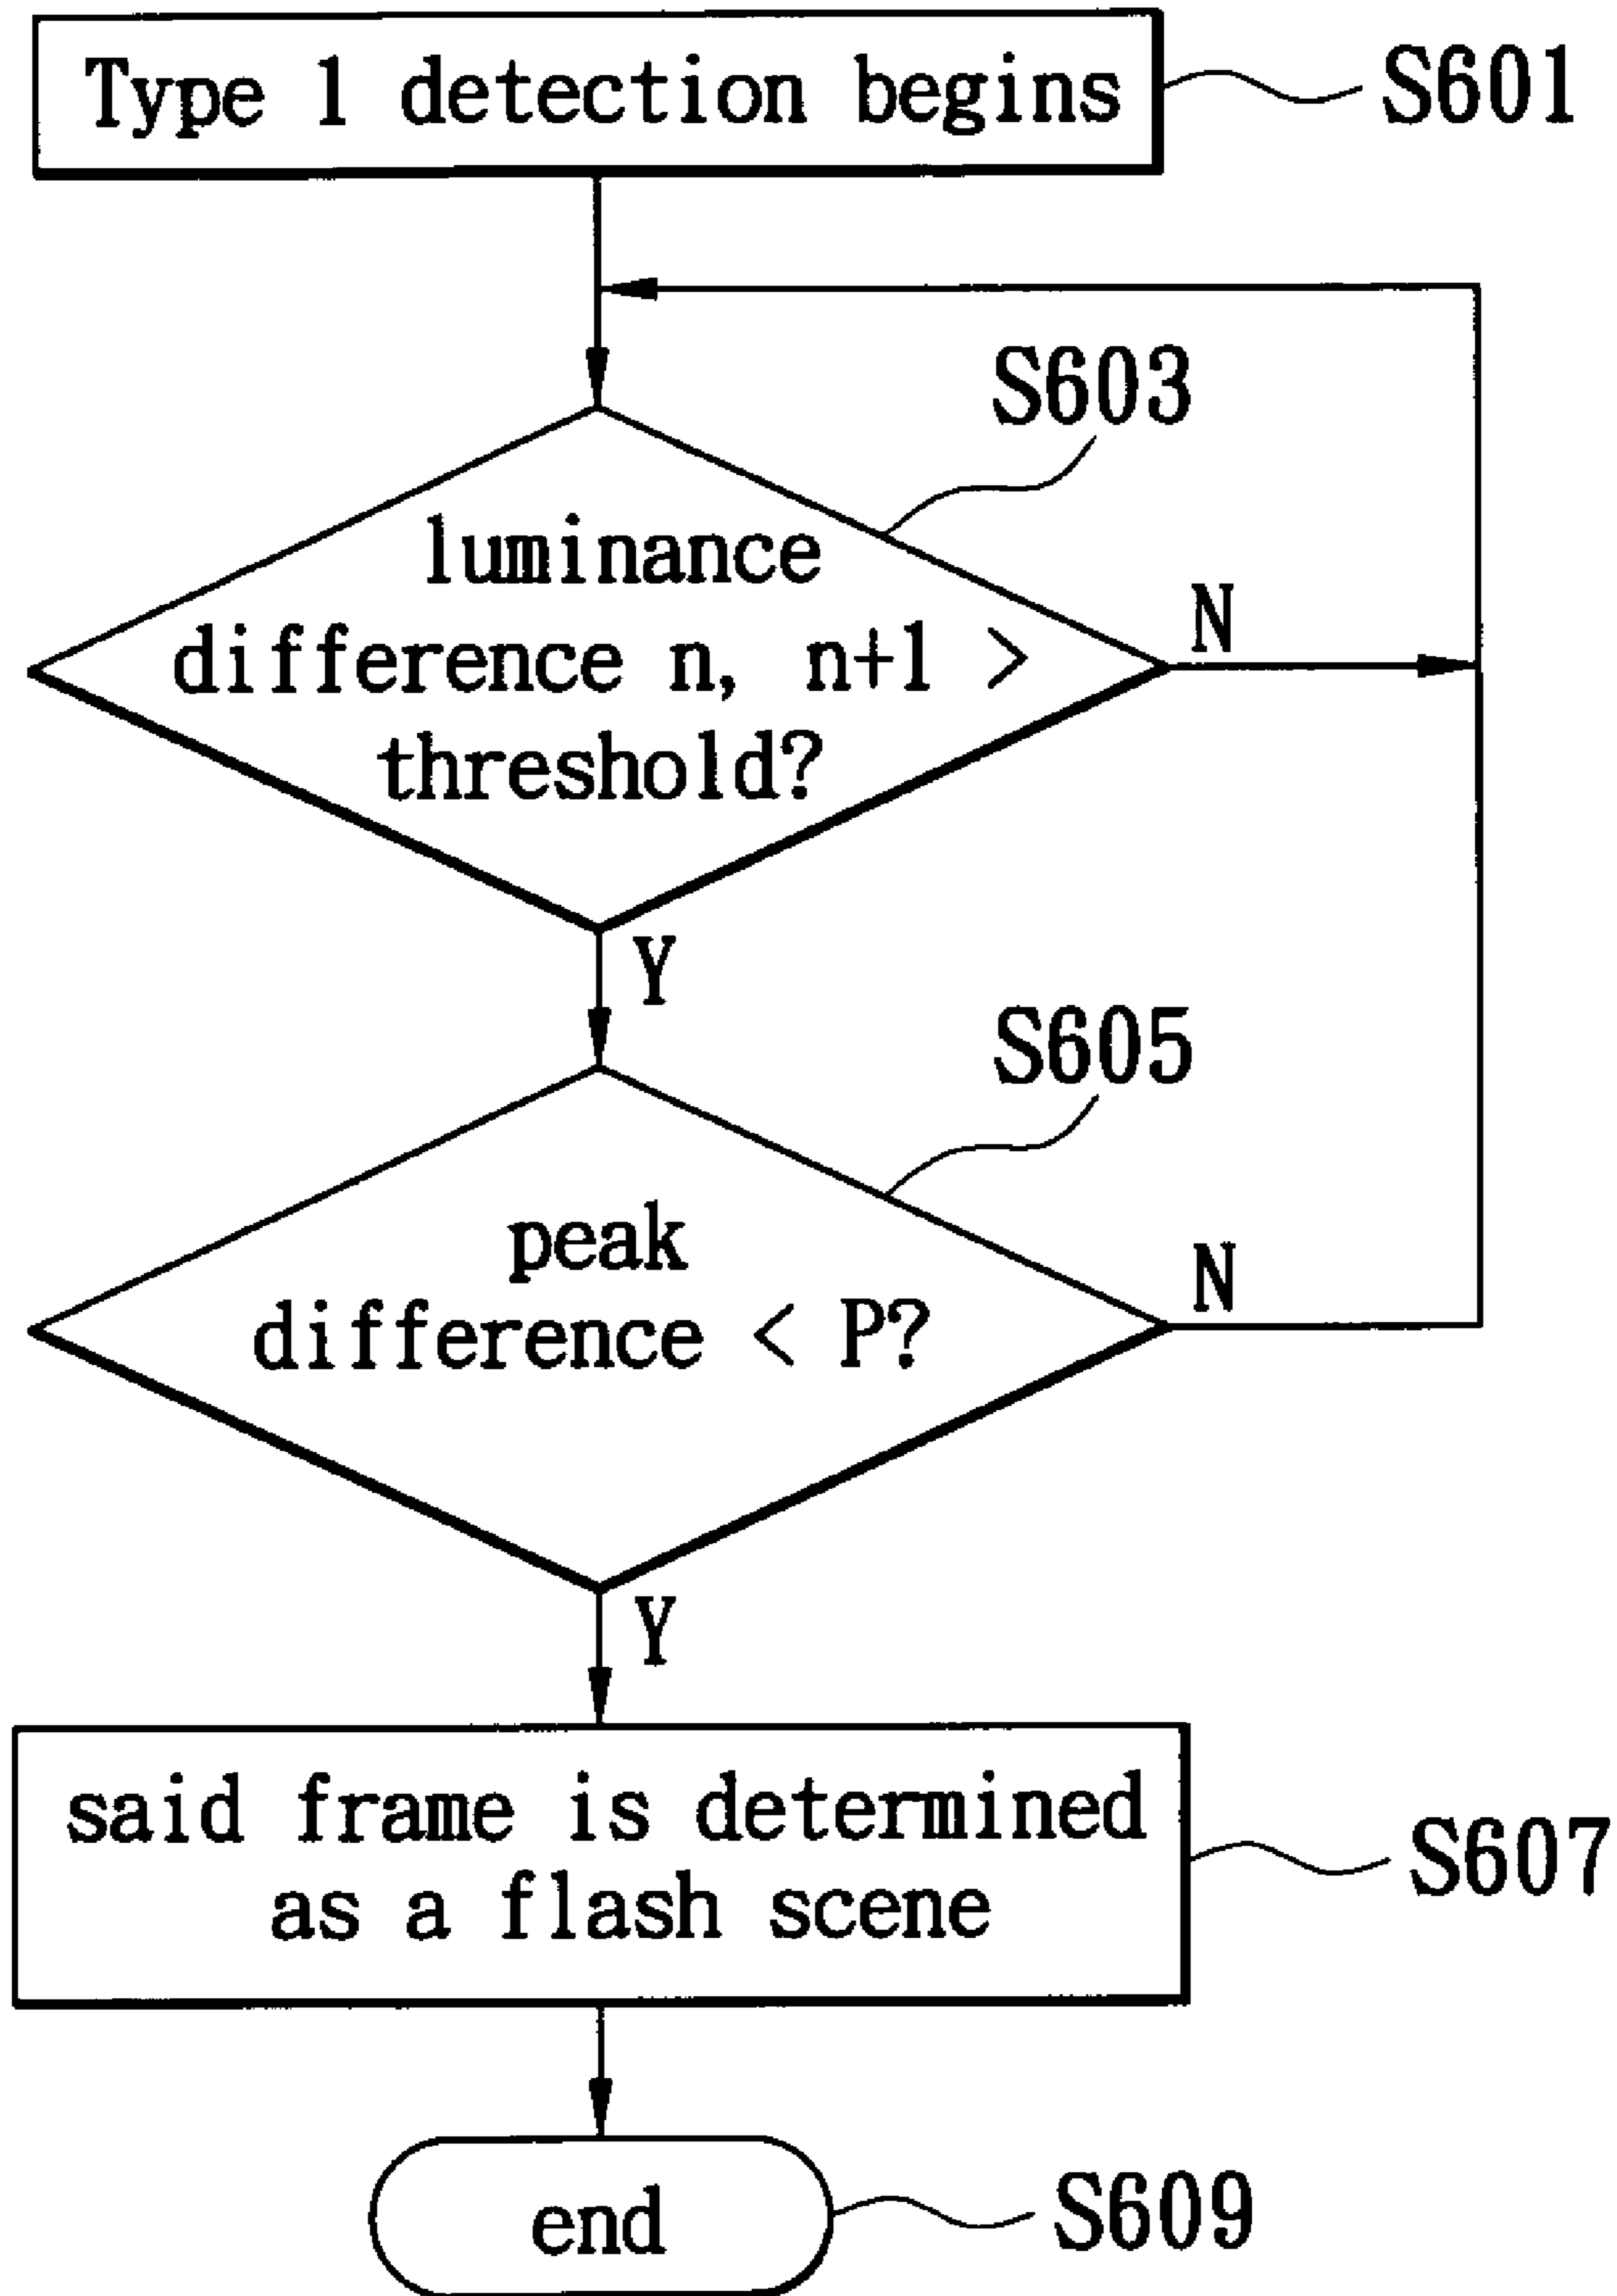 Type 1 detection begins
S601
S603
luminance
difference n, n+1 >
threshold?
N
Y
S605
peak
difference < P?
N
Y
said frame is determined
as a flash scene
S607
end
S609